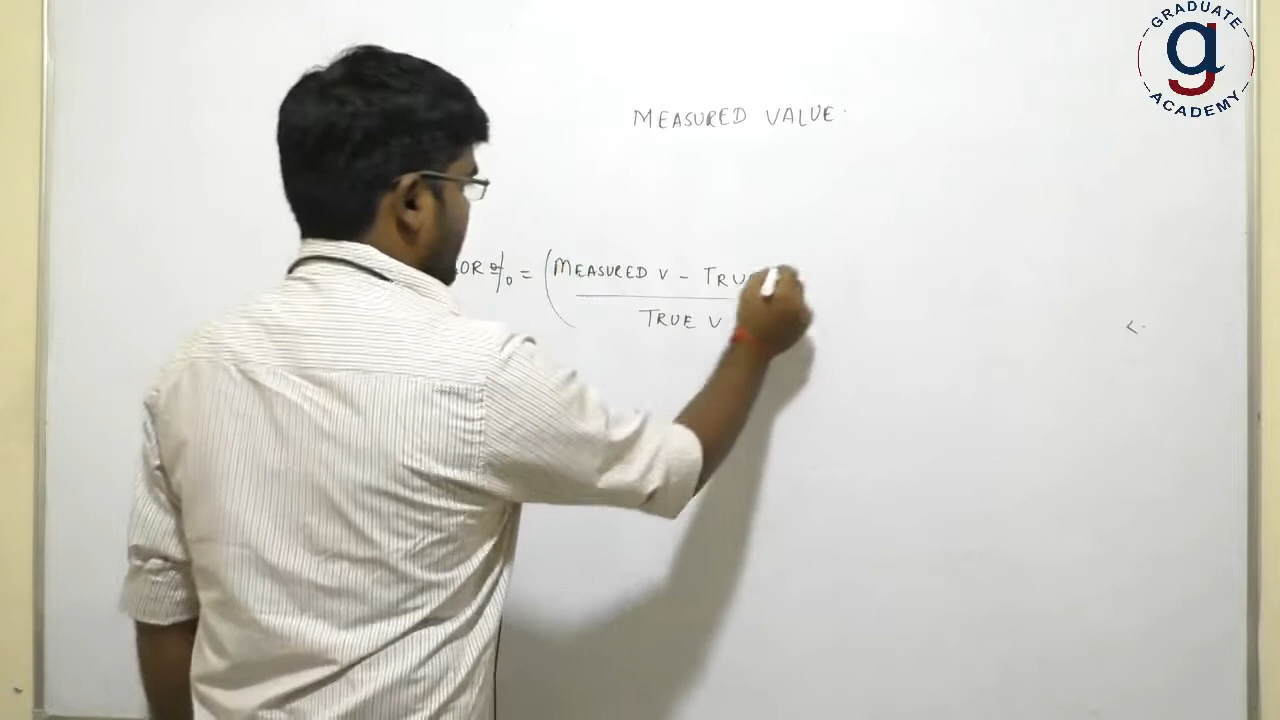 GRADUATE
g
ACADEMY
MEASURED VALUE.
OR % = (MEASURED V - TRU
TRUE V
<.